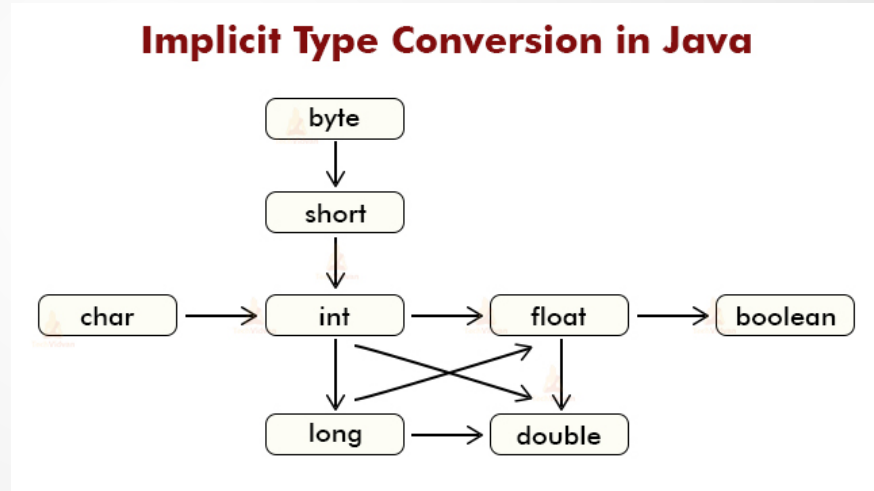 Implicit Type Conversion in Java
byte
short
char
int
float
boolean
long
double